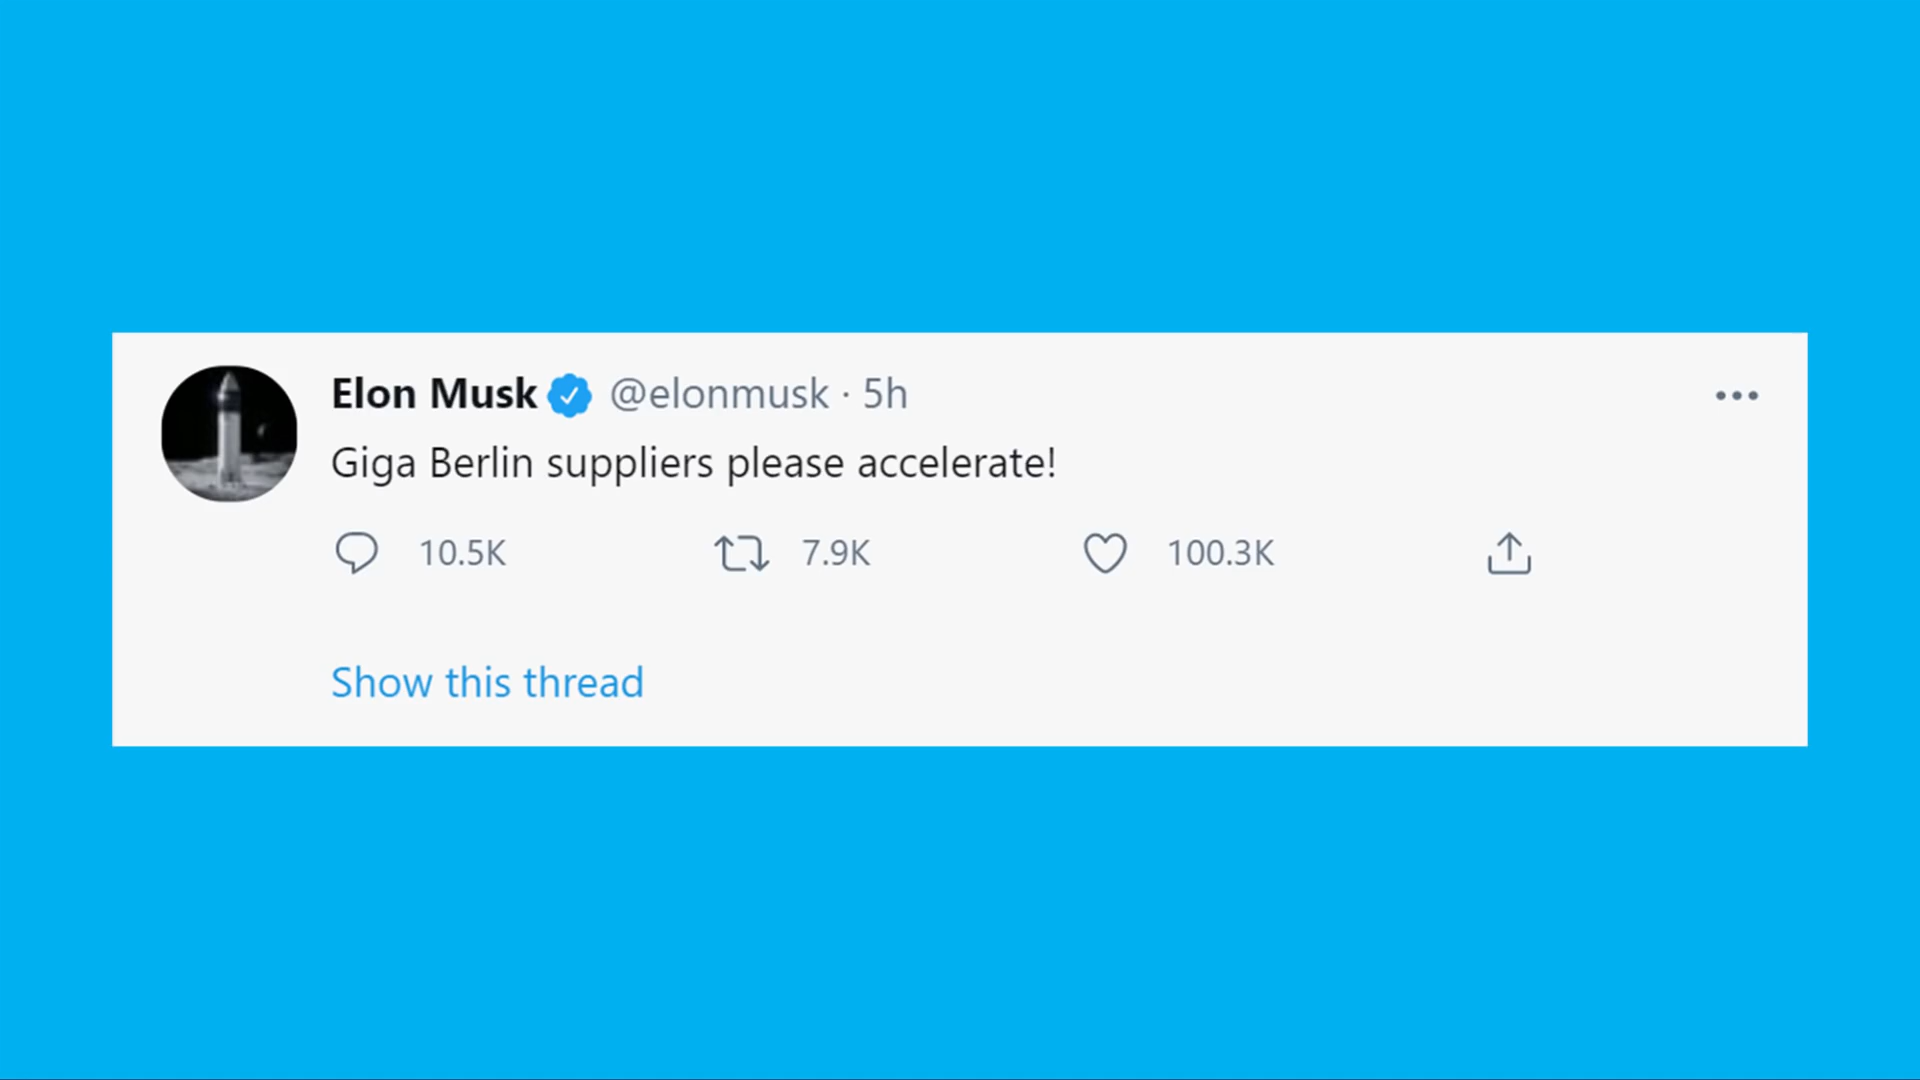 Elon Musk @elonmusk · 5h
Giga Berlin suppliers please accelerate!
10.5K 7.9K 100.3K
Show this thread